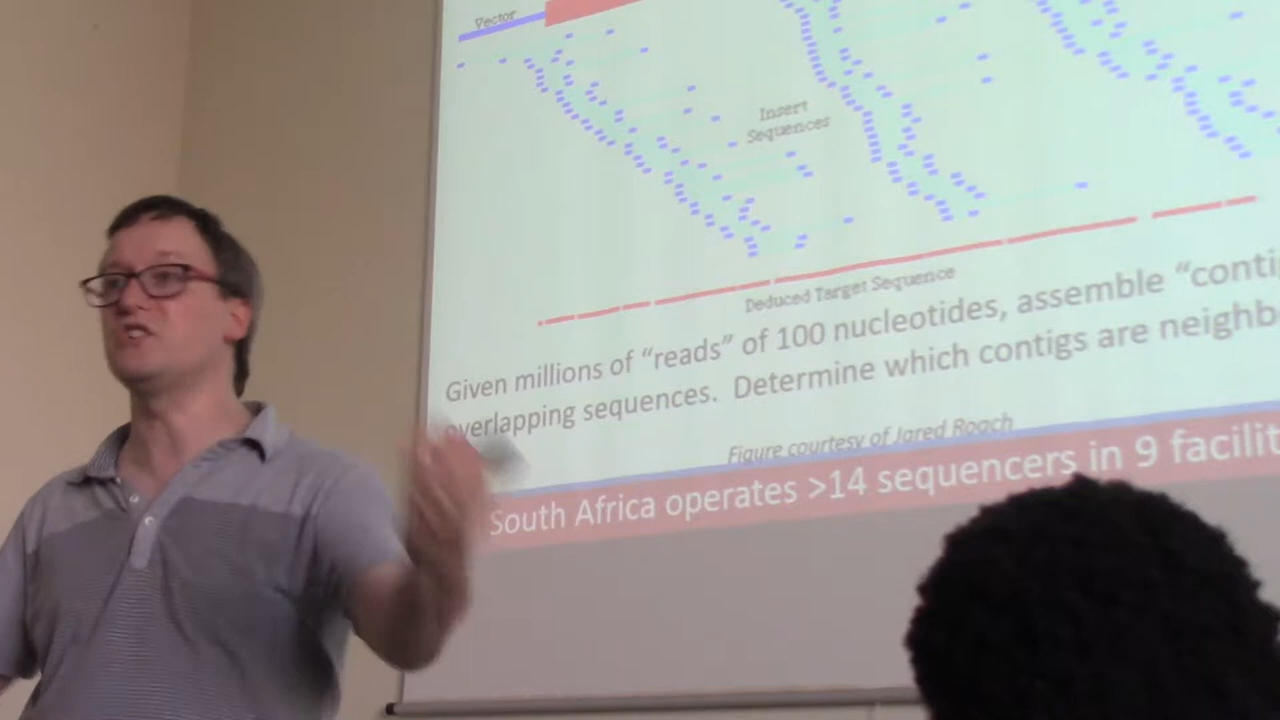 Vector
Insert
Sequences
Deduced Target Sequence
Given millions of “reads” of 100 nucleotides, assemble “conti
overlapping sequences. Determine which contigs are neighb
Figure courtesy of Jared Roach
South Africa operates >14 sequencers in 9 facilit